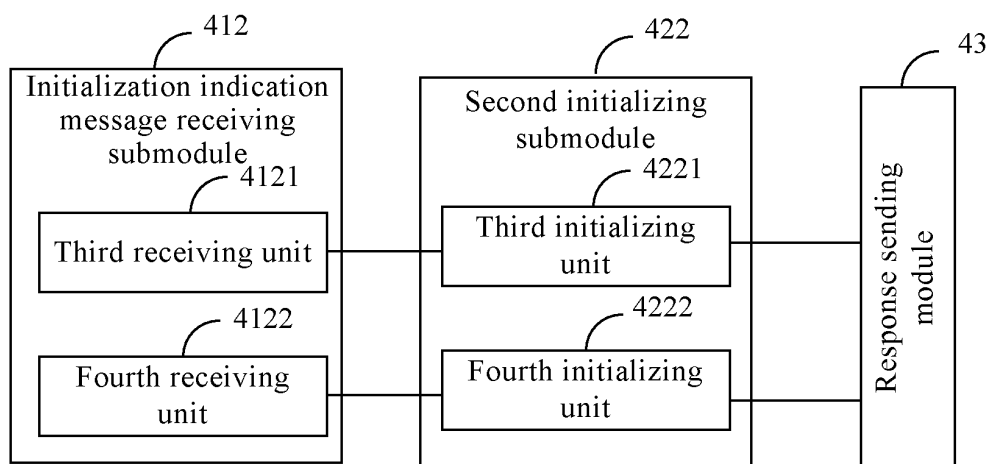 412
Initialization indication
message receiving
submodule
4121
Third receiving unit
4122
Fourth receiving
unit
422
Second initializing
submodule
4221
Third initializing
unit
4222
Fourth initializing
unit
43
Response sending
module